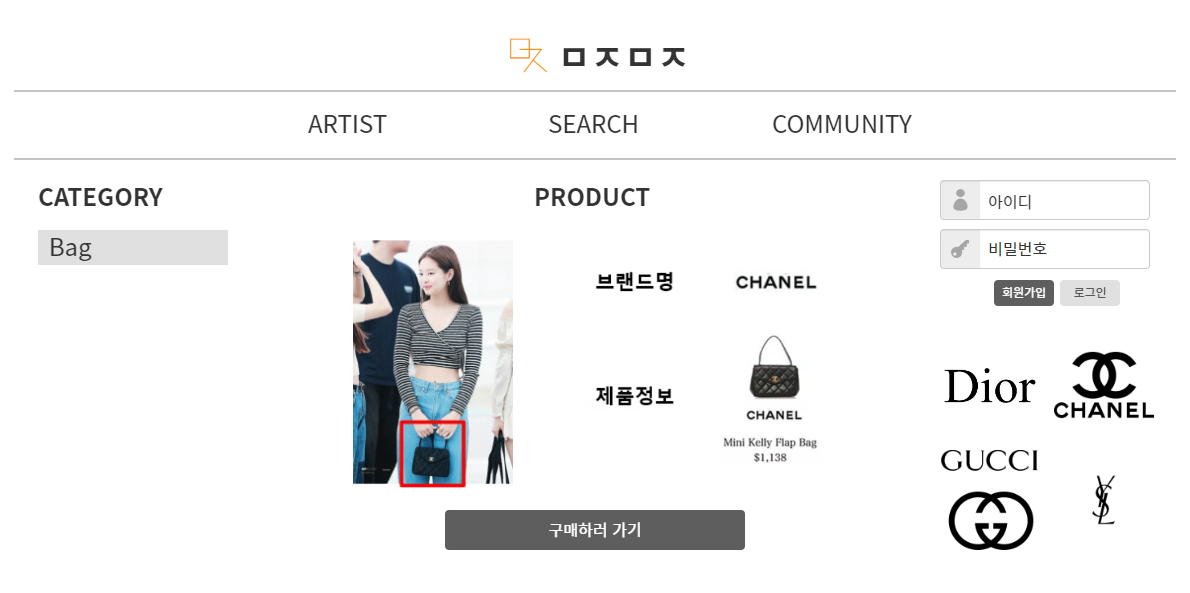 ㅁㅈㅁㅈ
ARTIST SEARCH COMMUNITY
CATEGORY
Bag
PRODUCT
브랜드명 CHANEL
제품정보
CHANEL
Mini Kelly Flap Bag
$1,138
구매하러 가기
아이디
비밀번호
회원가입 로그인
Dior
CHANEL
GUCCI
YSL